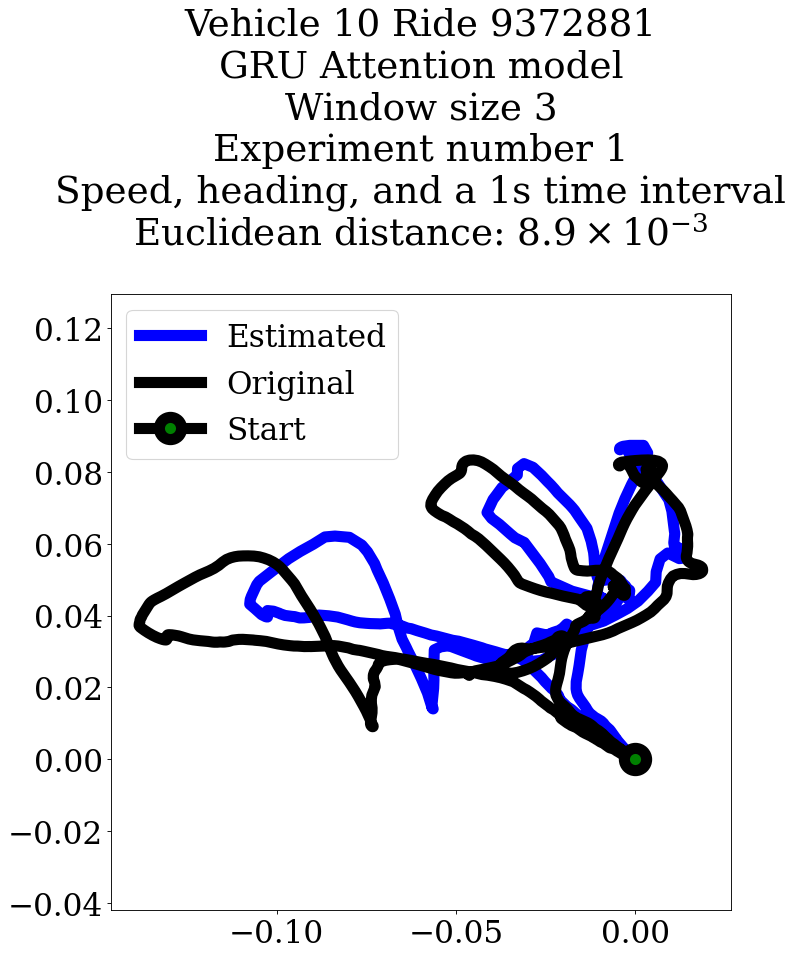 Vehicle 10 Ride 9372881
GRU Attention model
Window size 3
Experiment number 1
Speed, heading, and a 1s time interval
Euclidean distance: 8.9 × 10⁻³
Estimated
Original
Start
0.12
0.10
0.08
0.06
0.04
0.02
0.00
−0.02
−0.04
−0.10
−0.05
0.00